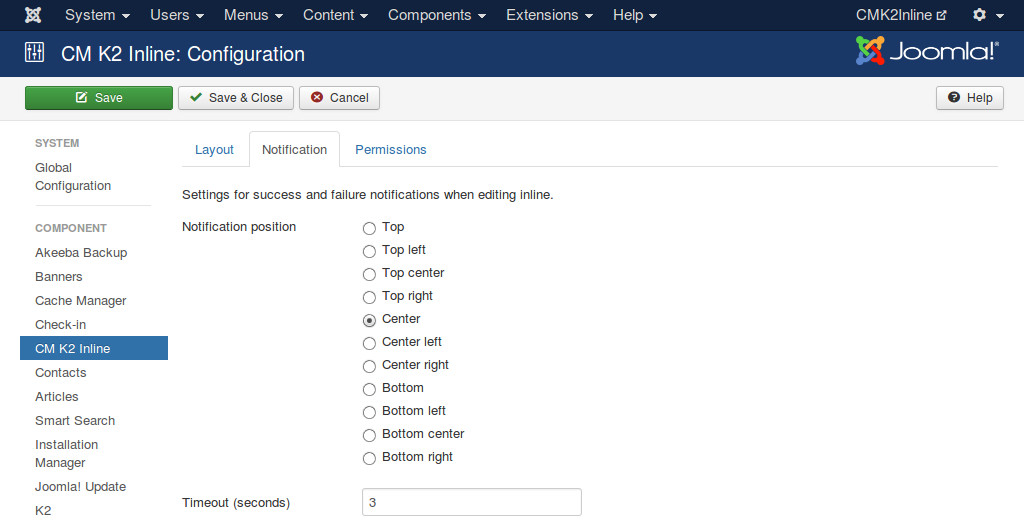 System Users Menus Content Components Extensions Help CMK2Inline
CM K2 Inline: Configuration
Joomla!®
Save Save & Close Cancel Help
SYSTEM
Global
Configuration
COMPONENT
Akeeba Backup
Banners
Cache Manager
Check-in
CM K2 Inline
Contacts
Articles
Smart Search
Installation
Manager
Joomla! Update
K2
Layout Notification Permissions
Settings for success and failure notifications when editing inline.
Notification position
Top
Top left
Top center
Top right
Center
Center left
Center right
Bottom
Bottom left
Bottom center
Bottom right
Timeout (seconds) 3